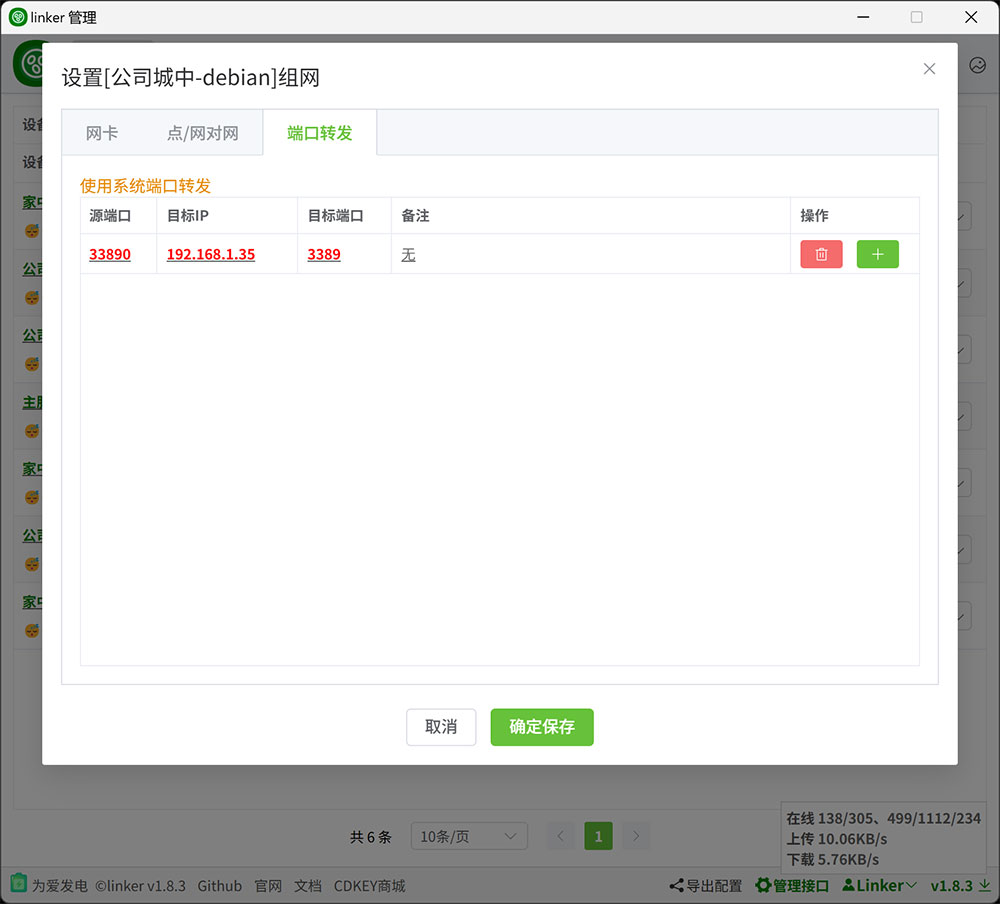 linker 管理
设置[公司城中-debian]组网
网卡 点/网对网 端口转发
使用系统端口转发
源端口 目标IP 目标端口 备注 操作
33890 192.168.1.35 3389 无
设备
设备
家中
公司
公司
主
家中
公司
家中
取消 确定保存
共 6 条 10条/页 1
在线 138/305、499/1112/234
上传 10.06KB/s
下载 5.76KB/s
为爱发电 ©linker v1.8.3 Github 官网 文档 CDKEY商城 导出配置 管理接口 Linker v1.8.3